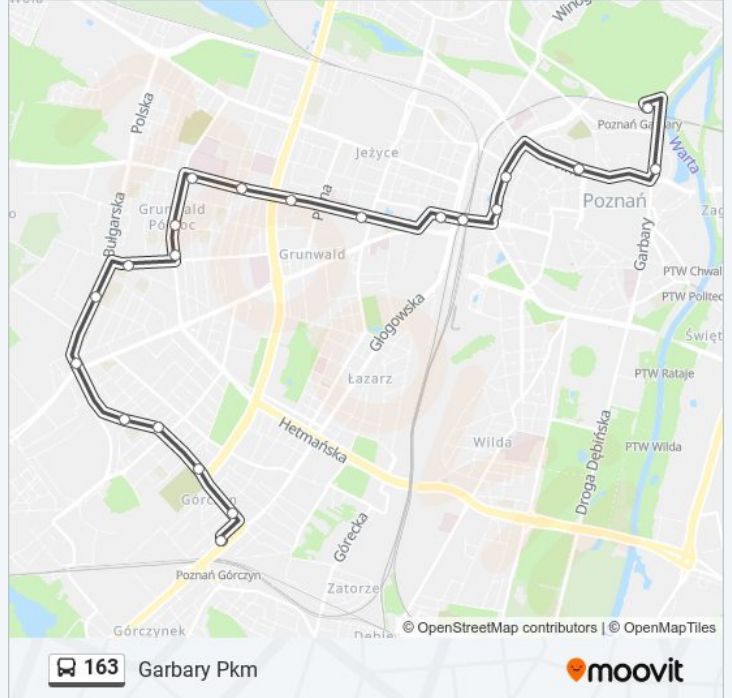 Winog
Polska
Poznań Garbary
Jeżyce
Warta
Bułgarska
Grunwald
Północ
Poznań
Zag
Grunwald
Garbary
PTW Chwal
PTW Politec
Głogowska
Święt
Łazarz
PTW Rataje
Hetmańska
Wilda
Droga Dębińska
PTW Wilda
Górczyn
Górecka
Poznań Górczyn
Zatorze
Górczynek
© OpenStreetMap contributors | © OpenMapTiles
163 Garbary Pkm
moovit